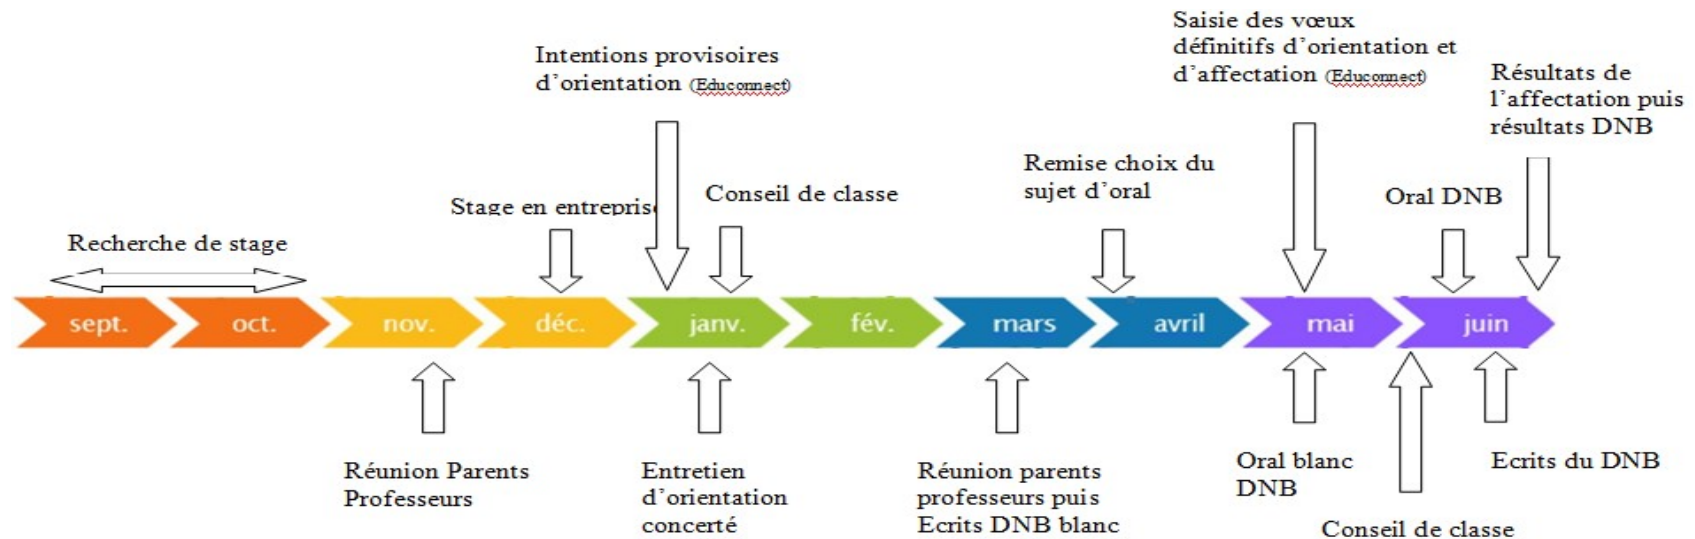 Saisie des vœux
définitifs d'orientation et
d'affectation (Educonnect)
Intentions provisoires
d'orientation (Educonnect)
Résultats de
l'affectation puis
résultats DNB
Remise choix du
sujet d'oral
Stage en entreprise
Conseil de classe
Oral DNB
Recherche de stage
sept.
oct.
nov.
déc.
janv.
fév.
mars
avril
mai
juin
Réunion Parents
Professeurs
Entretien
d'orientation
concerté
Réunion parents
professeurs puis
Ecrits DNB blanc
Oral blanc
DNB
Ecrits du DNB
Conseil de classe